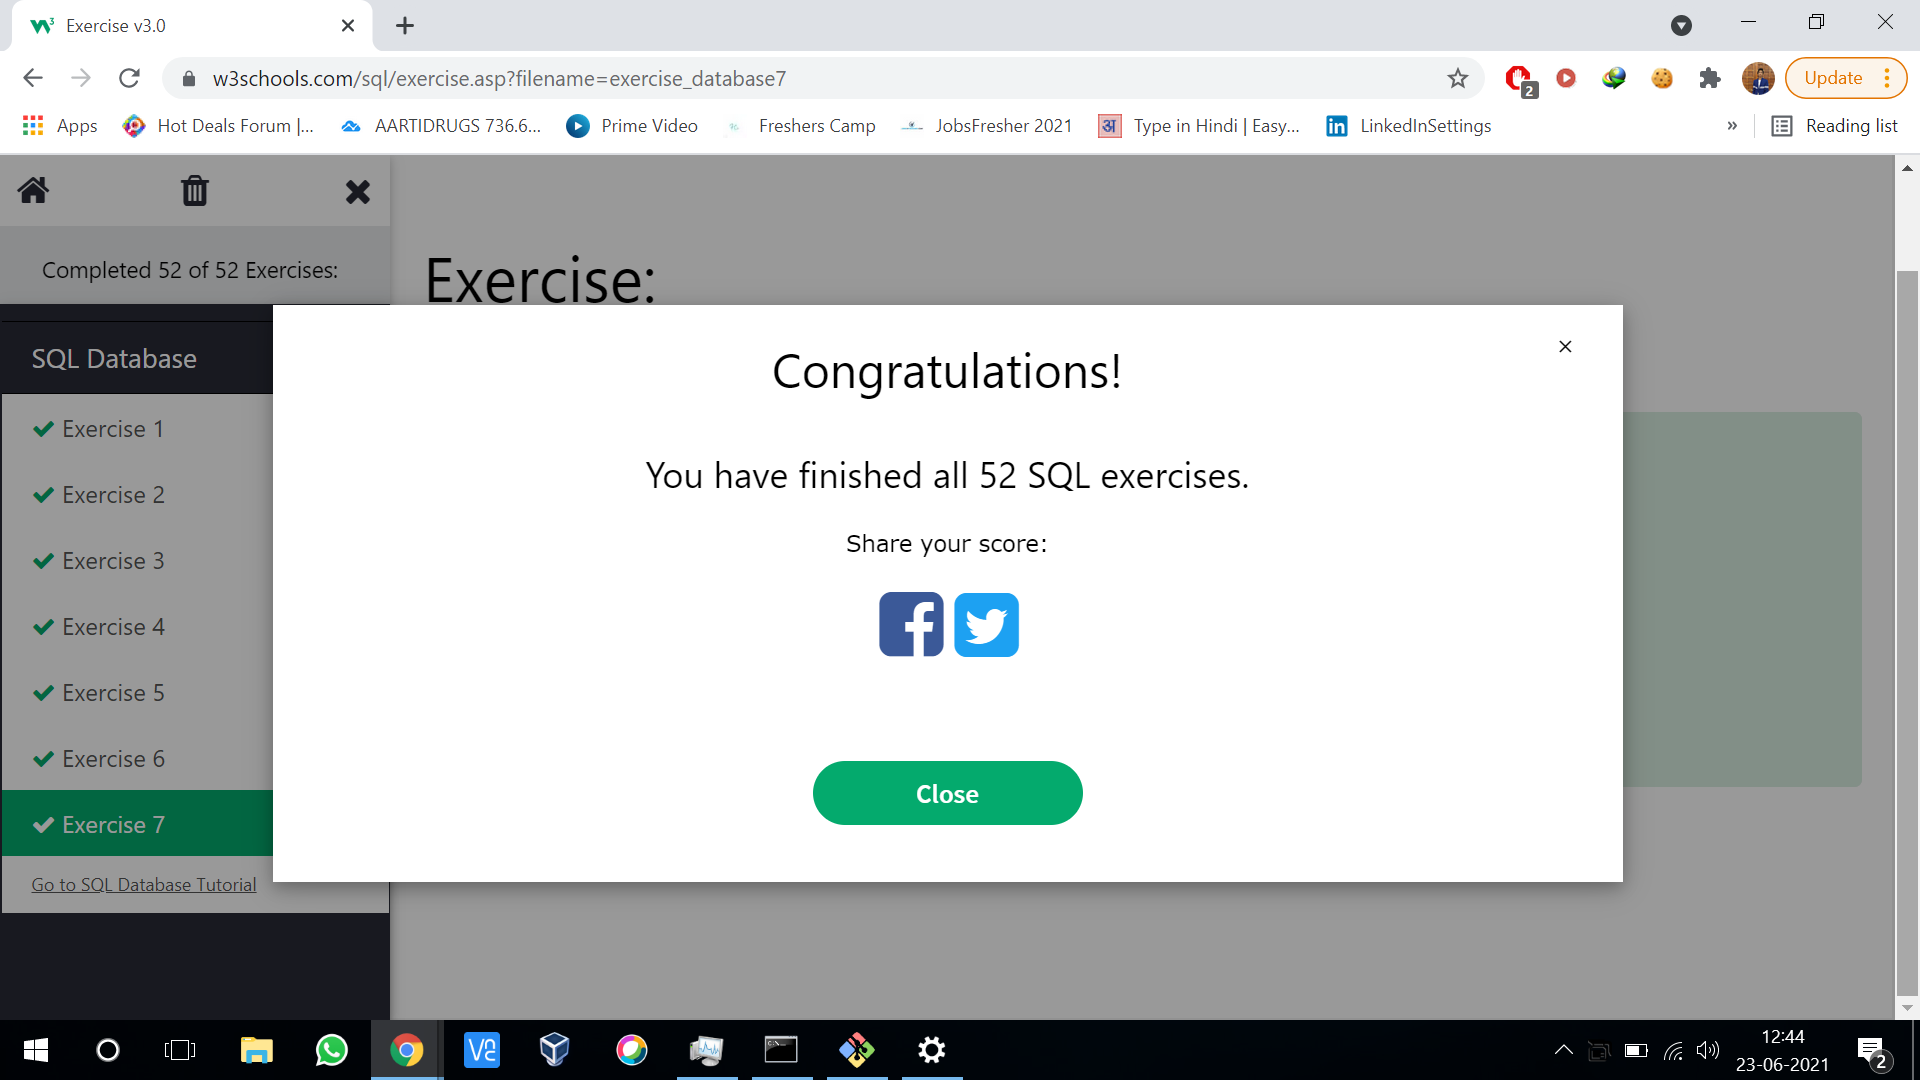 Exercise v3.0
w3schools.com/sql/exercise.asp?filename=exercise_database7
2
Update
Apps
Hot Deals Forum |...
AARTIDRUGS 736.6...
Prime Video
Freshers Camp
JobsFresher 2021
अ
Type in Hindi | Easy...
in
LinkedInSettings
»
Reading list
Completed 52 of 52 Exercises:
Exercise:
SQL Database
Exercise 1
Exercise 2
Exercise 3
Exercise 4
Exercise 5
Exercise 6
Exercise 7
Go to SQL Database Tutorial
Congratulations!
You have finished all 52 SQL exercises.
Share your score:
Close
12:44
23-06-2021
2